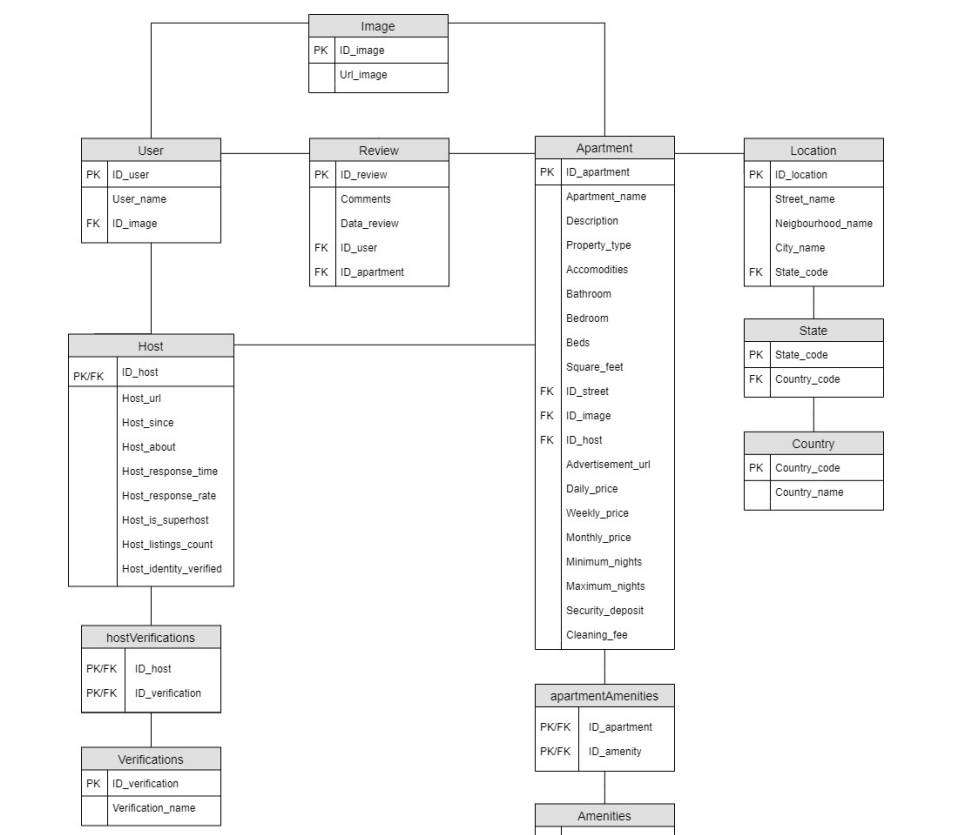 Image
PK ID_image
Url_image
User
PK ID_user
User_name
FK ID_image
Review
PK ID_review
Comments
Data_review
FK ID_user
FK ID_apartment
Apartment
PK ID_apartment
Apartment_name
Description
Property_type
Accomodities
Bathroom
Bedroom
Beds
Square_feet
FK ID_street
FK ID_image
FK ID_host
Advertisement_url
Daily_price
Weekly_price
Monthly_price
Minimum_nights
Maximum_nights
Security_deposit
Cleaning_fee
Location
PK ID_location
Street_name
Neigbourhood_name
City_name
FK State_code
State
PK State_code
FK Country_code
Country
PK Country_code
Country_name
Host
PK/FK ID_host
Host_url
Host_since
Host_about
Host_response_time
Host_response_rate
Host_is_superhost
Host_listings_count
Host_identity_verified
hostVerifications
PK/FK ID_host
PK/FK ID_verification
Verifications
PK ID_verification
Verification_name
apartmentAmenities
PK/FK ID_apartment
PK/FK ID_amenity
Amenities